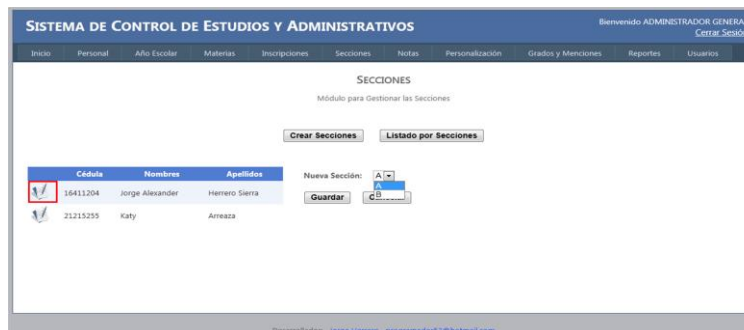 SISTEMA DE CONTROL DE ESTUDIOS Y ADMINISTRATIVOS
Bienvenido ADMINISTRADOR GENERA
Cerrar Sesión
Inicio Personal Año Escolar Materias Inscripciones Secciones Notas Personalización Grados y Menciones Reportes Usuarios
SECCIONES
Módulo para Gestionar las Secciones
Crear Secciones Listado por Secciones
Cédula Nombres Apellidos
Nueva Sección: A
A
B
16411204 Jorge Alexander Herrero Sierra
Guardar
21215255 Katy Arreaza